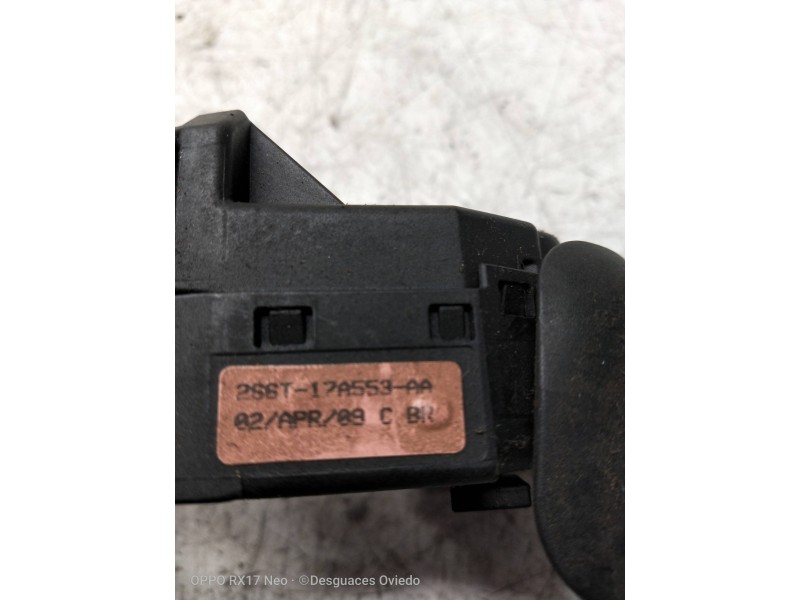 2S6T-17A553-AA
02/APR/09 C BR
OPPO RX17 Neo · ©Desguaces Oviedo